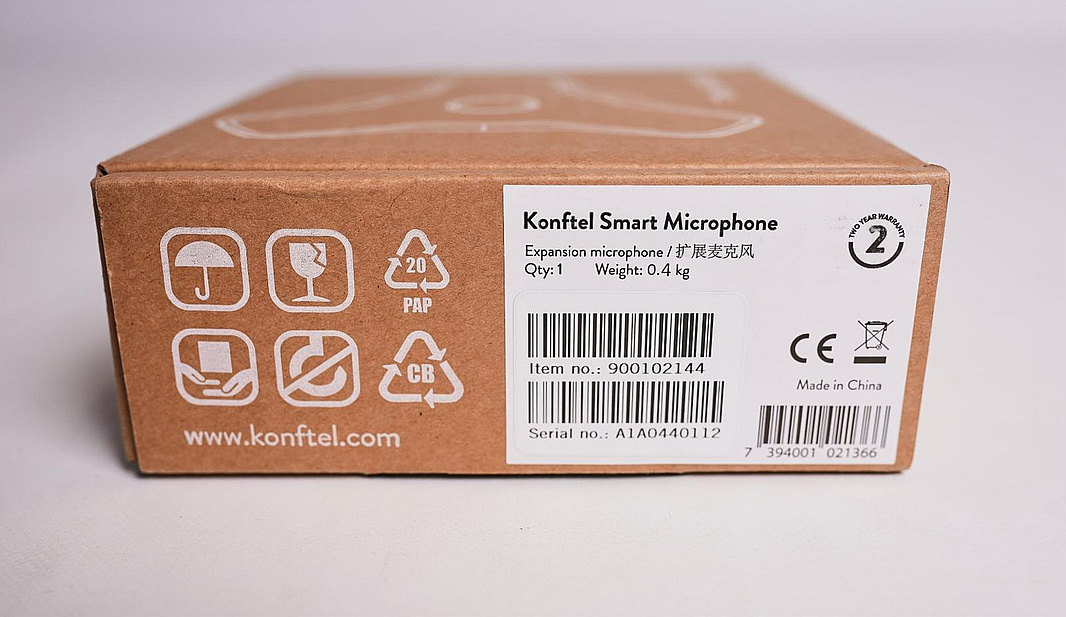 20
PAP
CB
www.konftel.com
Konftel Smart Microphone
Expansion microphone / 扩展麦克风
Qty: 1 Weight: 0.4 kg
TWO YEAR WARRANTY
2
Item no.: 900102144
Serial no.: A1A0440112
CE
Made in China
7 394001 021366